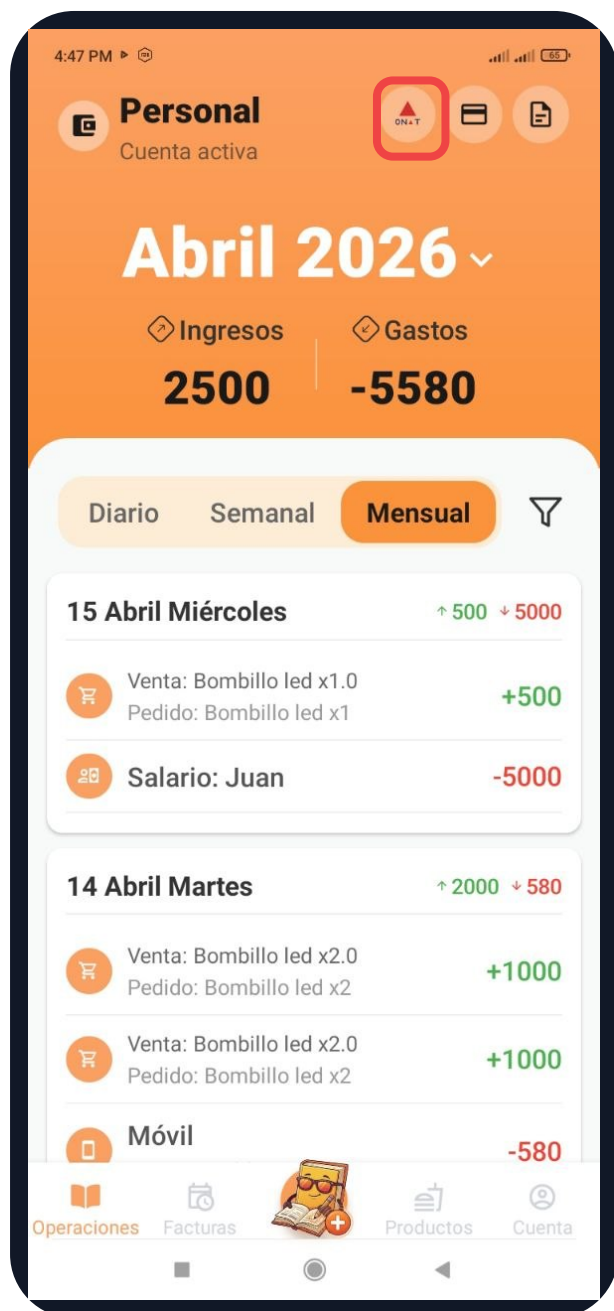 4:47 PM
65
Personal
Cuenta activa
ON▲T
Abril 2026
Ingresos
Gastos
2500
-5580
Diario
Semanal
Mensual
15 Abril Miércoles
↑ 500 ↓ 5000
Venta: Bombillo led x1.0
Pedido: Bombillo led x1
+500
Salario: Juan
-5000
14 Abril Martes
↑ 2000 ↓ 580
Venta: Bombillo led x2.0
Pedido: Bombillo led x2
+1000
Venta: Bombillo led x2.0
Pedido: Bombillo led x2
+1000
Móvil
-580
Operaciones
Facturas
Productos
Cuenta